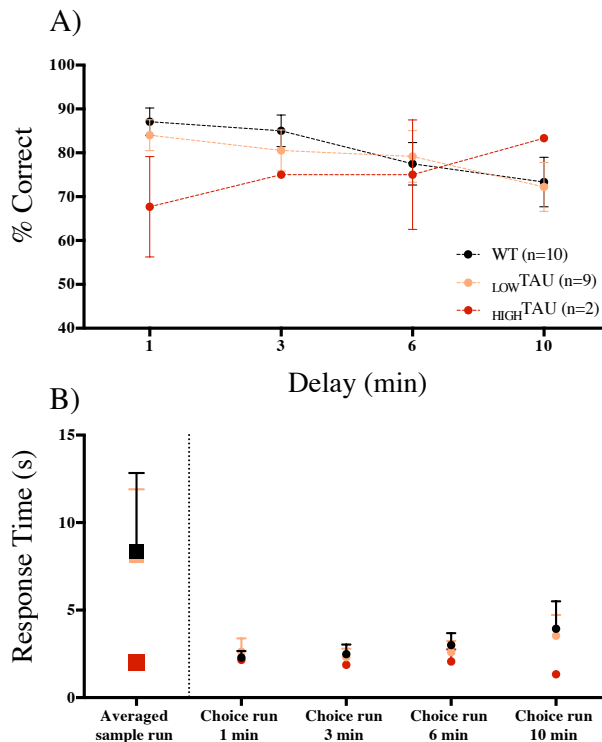 A)
% Correct
100
90
80
70
60
50
40
WT (n=10)
LOWTAU (n=9)
HIGHTAU (n=2)
1 3 6 10
Delay (min)
B)
Response Time (s)
15
10
5
0
Averaged sample run
Choice run 1 min
Choice run 3 min
Choice run 6 min
Choice run 10 min